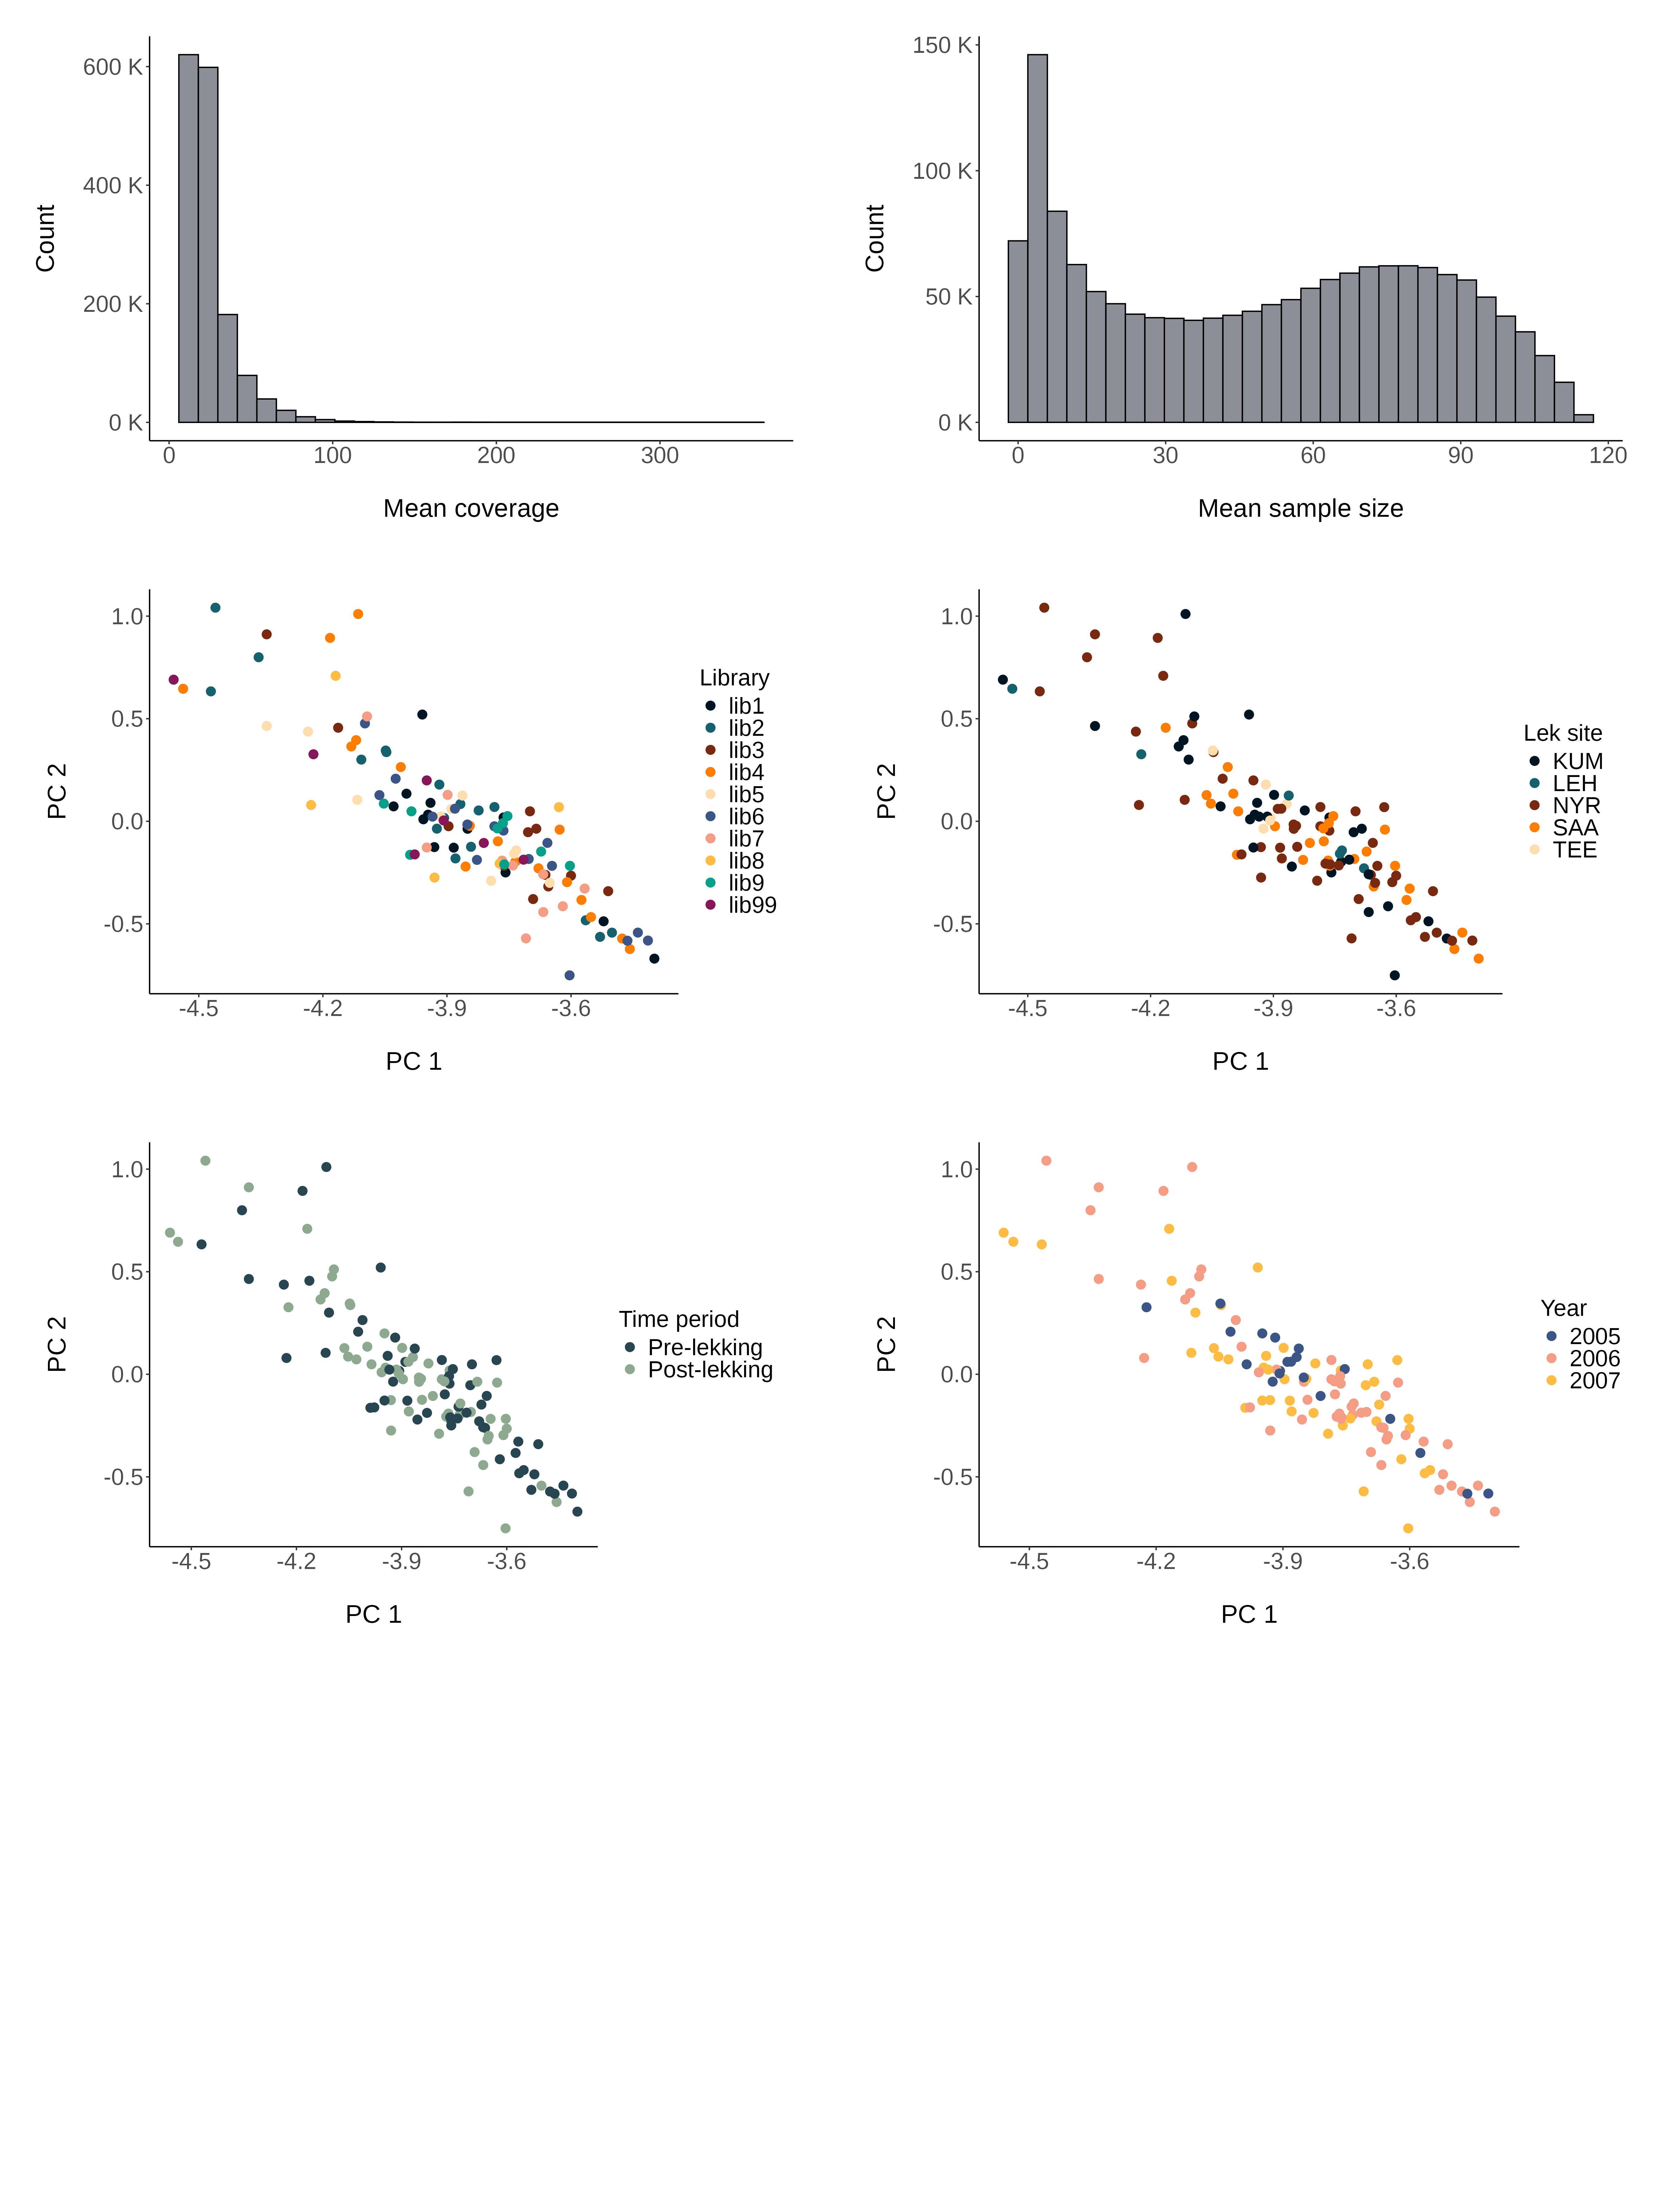 600 K
400 K
200 K
0 K
Count
0 100 200 300
Mean coverage
150 K
100 K
50 K
0 K
Count
0 30 60 90 120
Mean sample size
1.0
0.5
0.0
-0.5
PC 2
-4.5 -4.2 -3.9 -3.6
PC 1
Library
lib1
lib2
lib3
lib4
lib5
lib6
lib7
lib8
lib9
lib99
1.0
0.5
0.0
-0.5
PC 2
-4.5 -4.2 -3.9 -3.6
PC 1
Lek site
KUM
LEH
NYR
SAA
TEE
1.0
0.5
0.0
-0.5
PC 2
-4.5 -4.2 -3.9 -3.6
PC 1
Time period
Pre-lekking
Post-lekking
1.0
0.5
0.0
-0.5
PC 2
-4.5 -4.2 -3.9 -3.6
PC 1
Year
2005
2006
2007